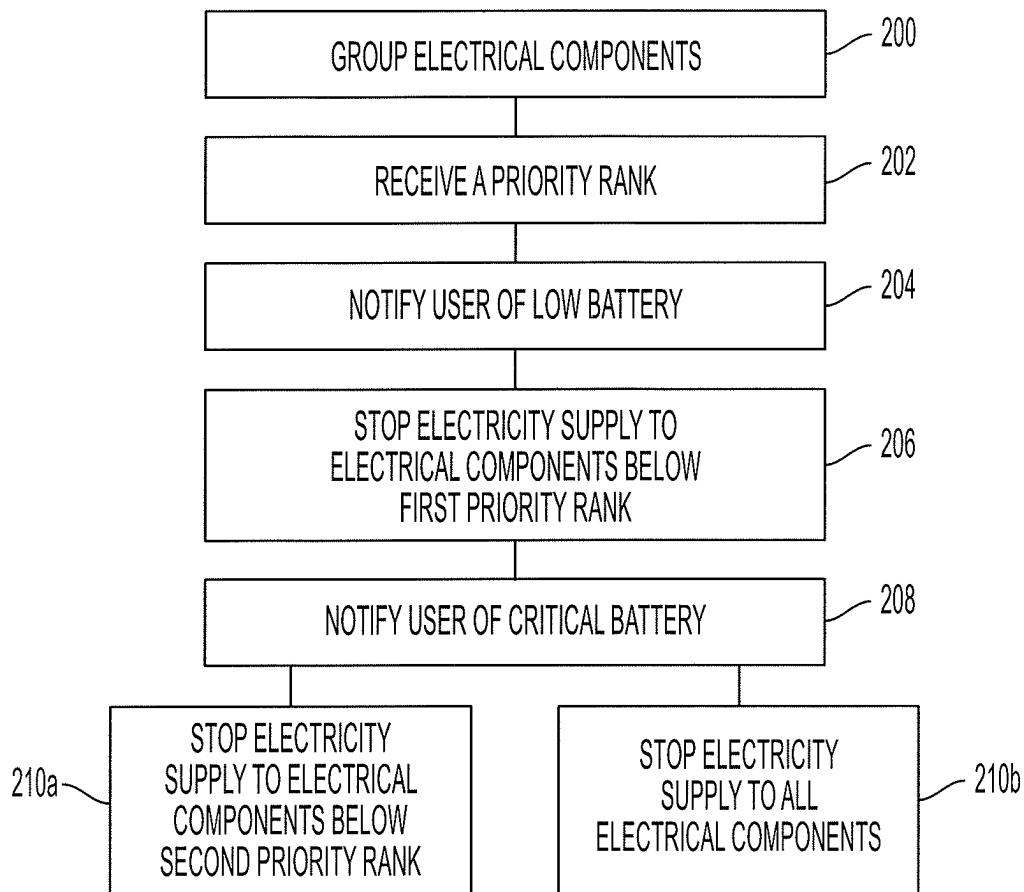 GROUP ELECTRICAL COMPONENTS
200
RECEIVE A PRIORITY RANK
202
NOTIFY USER OF LOW BATTERY
204
STOP ELECTRICITY SUPPLY TO
ELECTRICAL COMPONENTS BELOW
FIRST PRIORITY RANK
206
NOTIFY USER OF CRITICAL BATTERY
208
210a
STOP ELECTRICITY
SUPPLY TO ELECTRICAL
COMPONENTS BELOW
SECOND PRIORITY RANK
STOP ELECTRICITY
SUPPLY TO ALL
ELECTRICAL COMPONENTS
210b